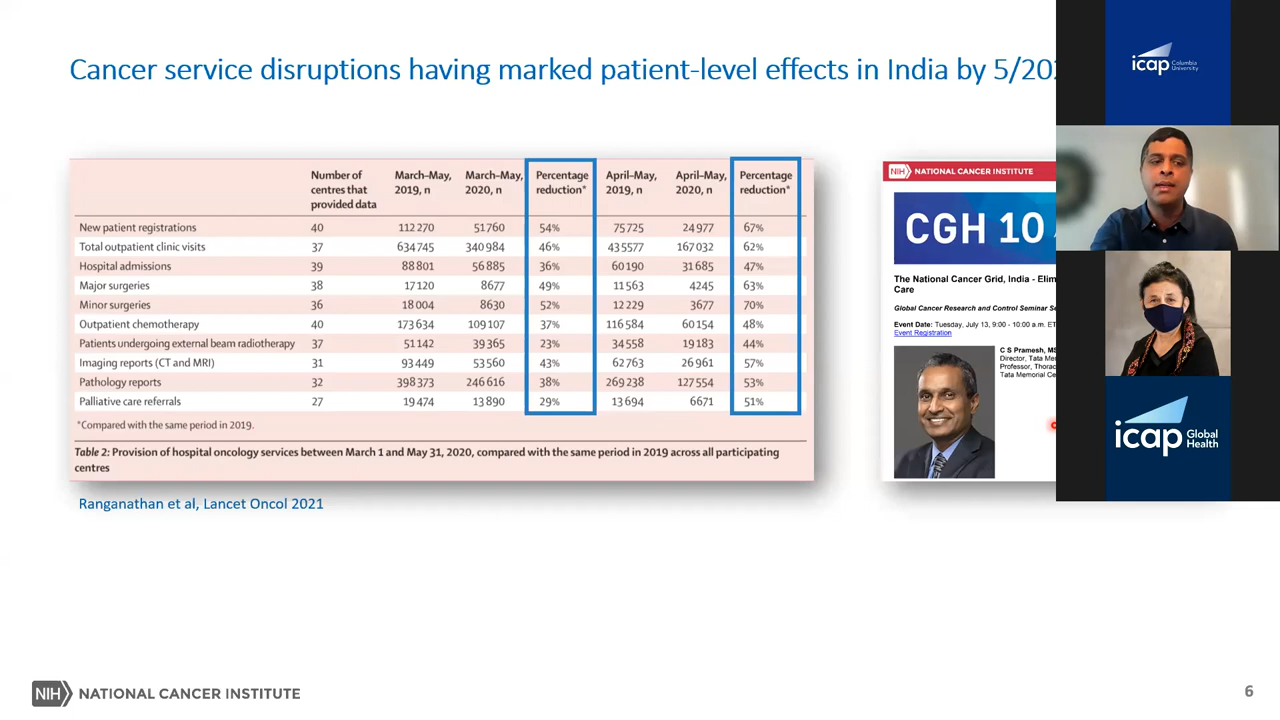 Cancer service disruptions having marked patient-level effects in India by 5/202
Number of centres that provided data March–May, 2019, n March–May, 2020, n Percentage reduction* April–May, 2019, n April–May, 2020, n Percentage reduction*
New patient registrations 40 112 270 51 760 54% 75 725 24 977 67%
Total outpatient clinic visits 37 634 745 340 984 46% 435 577 167 032 62%
Hospital admissions 39 88 801 56 885 36% 60 190 31 685 47%
Major surgeries 38 17 120 8677 49% 11 563 4245 63%
Minor surgeries 36 18 004 8630 52% 12 229 3677 70%
Outpatient chemotherapy 40 173 634 109 107 37% 116 584 60 154 48%
Patients undergoing external beam radiotherapy 37 51 142 39 365 23% 34 558 19 183 44%
Imaging reports (CT and MRI) 31 93 449 53 560 43% 62 763 26 961 57%
Pathology reports 32 398 373 246 616 38% 269 238 127 554 53%
Palliative care referrals 27 19 474 13 890 29% 13 694 6671 51%
*Compared with the same period in 2019.
Table 2: Provision of hospital oncology services between March 1 and May 31, 2020, compared with the same period in 2019 across all participating
centres
Ranganathan et al, Lancet Oncol 2021
NIH NATIONAL CANCER INSTITUTE
CGH 10
The National Cancer Grid, India - Elim
Care
Global Cancer Research and Control Seminar Se
Event Date: Tuesday, July 13, 9:00 - 10:00 a.m. ET
Event Registration
C S Pramesh, MS
Director, Tata Mem
Professor, Thorac
Tata Memorial Ce
icap Columbia University
icap Global Health
NIH NATIONAL CANCER INSTITUTE
6